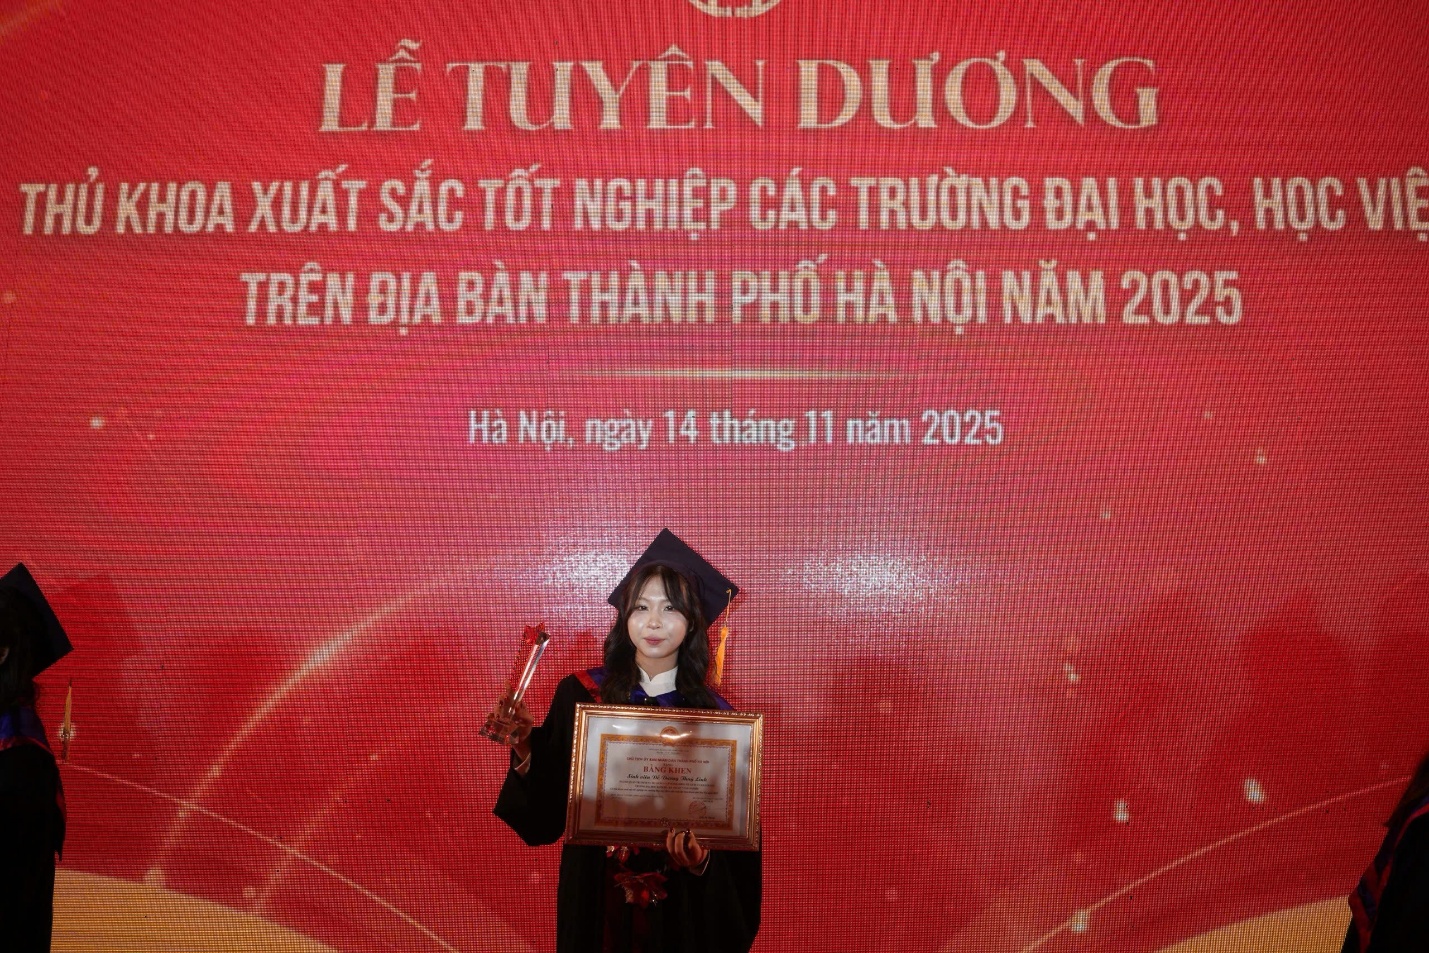 LỄ TUYÊN DƯƠNG
THỦ KHOA XUẤT SẮC TỐT NGHIỆP CÁC TRƯỜNG ĐẠI HỌC, HỌC VIỆ
TRÊN ĐỊA BÀN THÀNH PHỐ HÀ NỘI NĂM 2025
Hà Nội, ngày 14 tháng 11 năm 2025
BẰNG KHEN